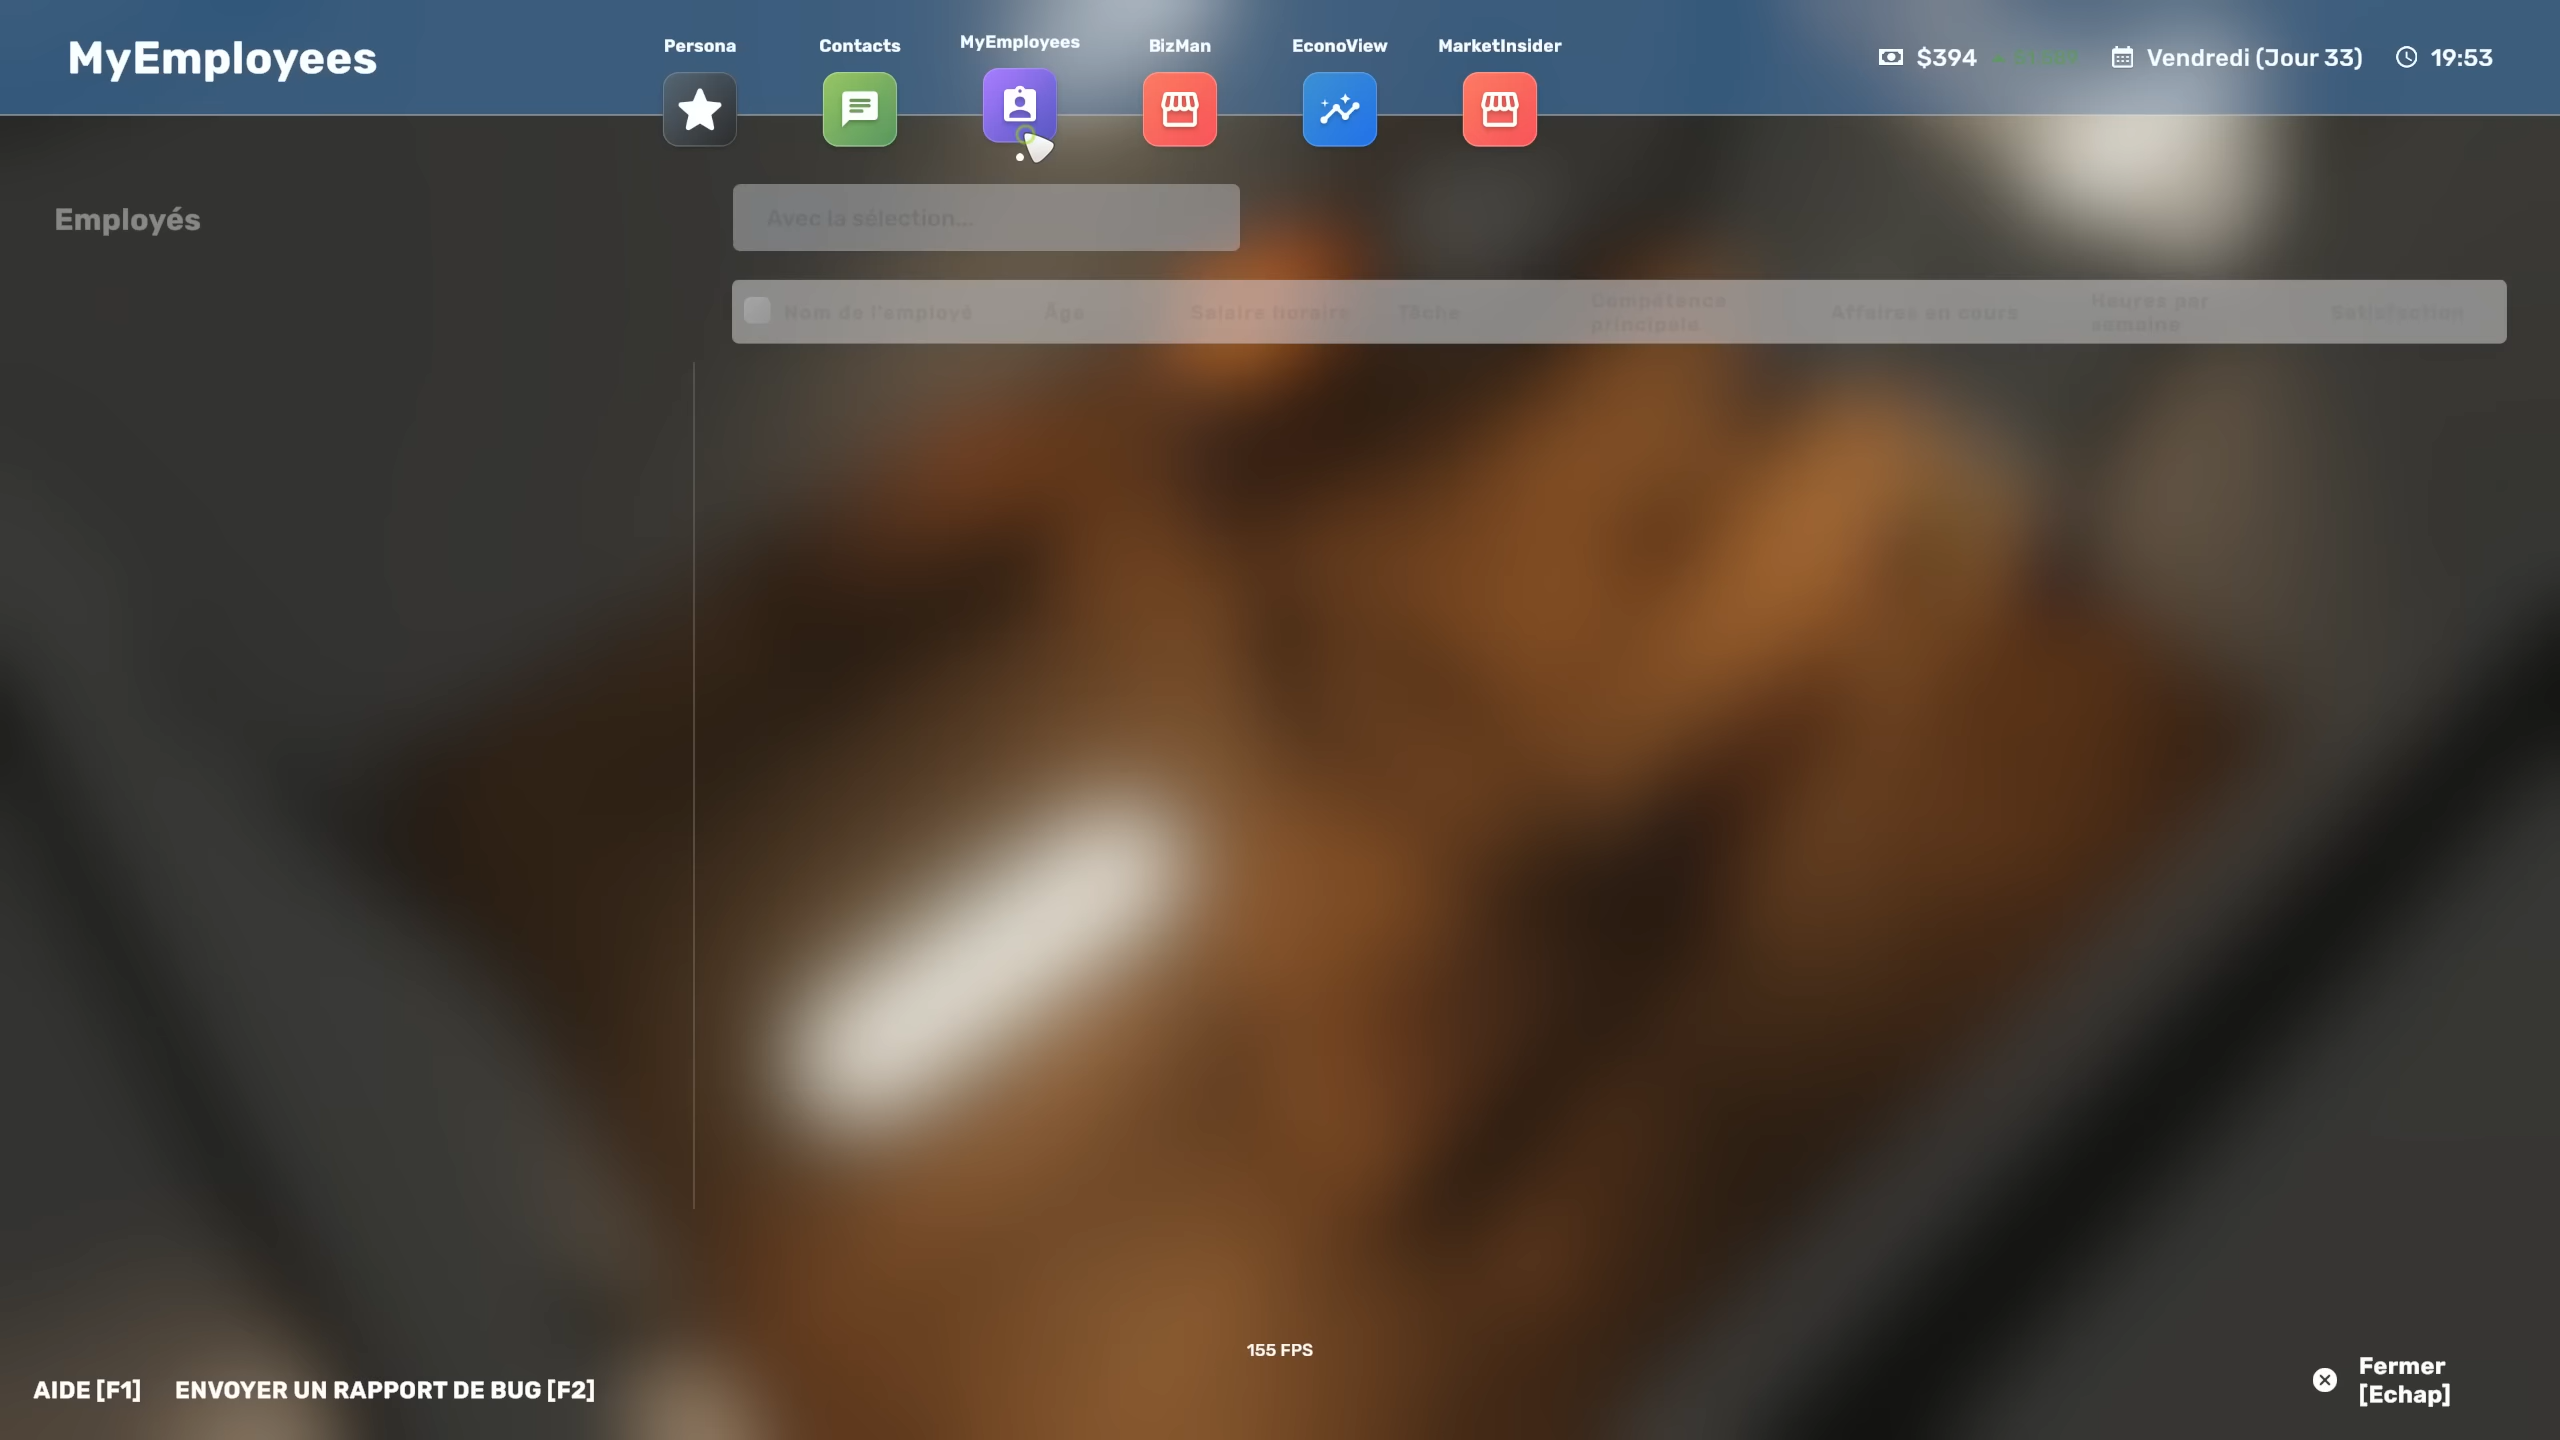 MyEmployees
Persona
Contacts
MyEmployees
BizMan
EconoView
MarketInsider
$394
Vendredi (Jour 33)
19:53
Employés
Avec la sélection...
Nom de l'employé
Âge
Salaire horaire
Tâche
Compétence
principale
Affaires en cours
Heures par
semaine
Satisfaction
155 FPS
AIDE [F1]
ENVOYER UN RAPPORT DE BUG [F2]
Fermer
[Echap]